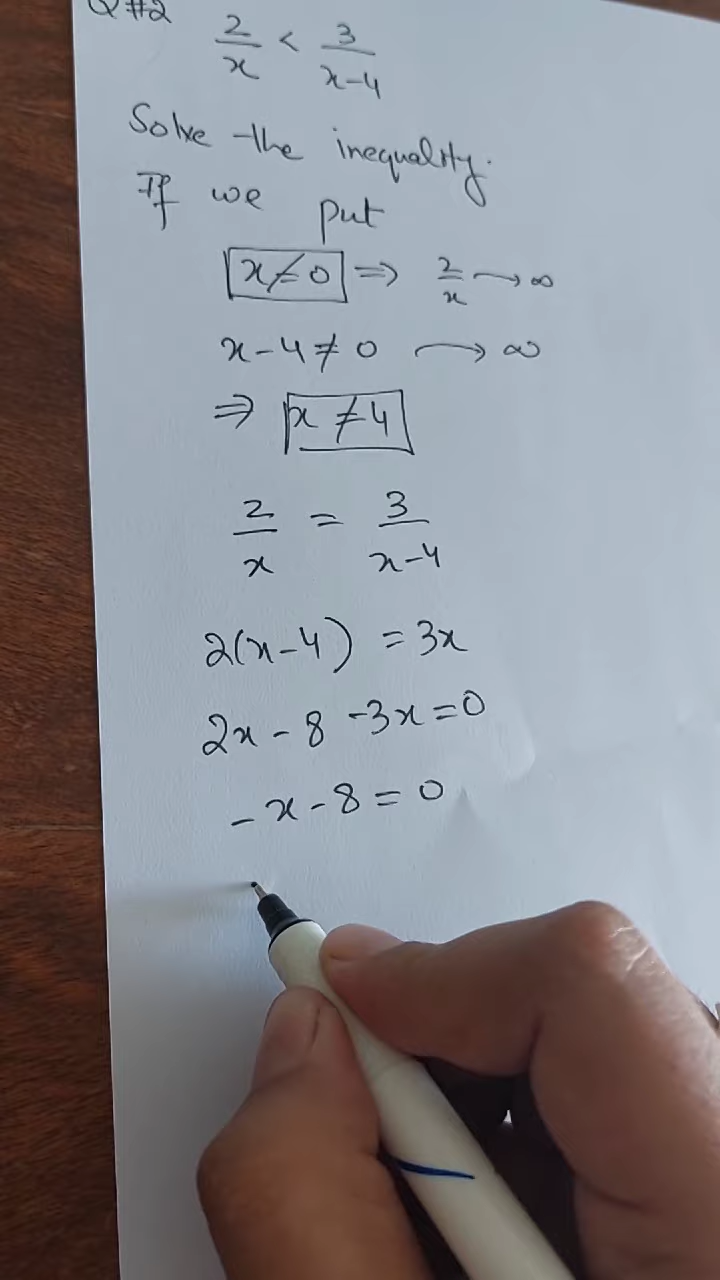 Q#2
2/x < 3/x-4
Solve the inequality.
If we put
x≠0 ⇒ 2/x → ∞
x-4≠0 → ∞
⇒ x≠4
2/x = 3/x-4
2(x-4) = 3x
2x-8-3x=0
-x-8=0